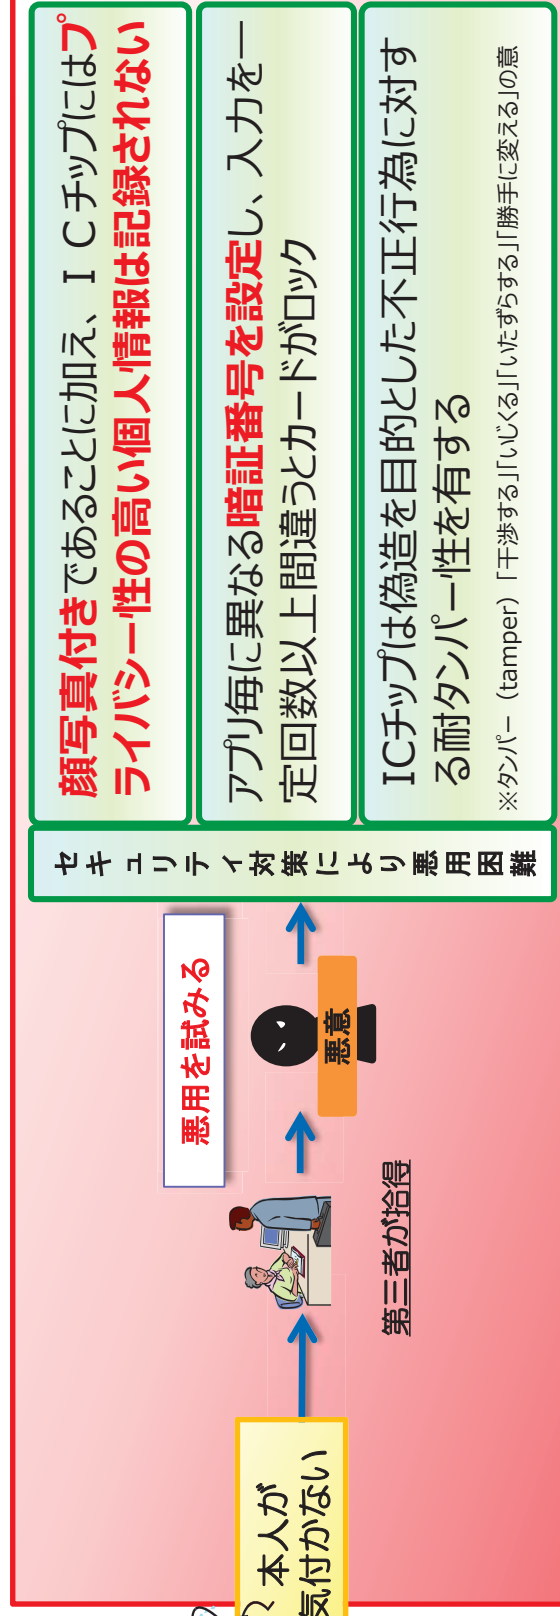 本人が
気付かない
第三者が拾得
悪用を試みる
悪意
セキュリティ対策により悪用困難
顔写真付きであることに加え、ＩＣチップにはプ
ライバシー性の高い個人情報は記録されない
アプリ毎に異なる暗証番号を設定し、入力を一
定回数以上間違うとカードがロック
ICチップは偽造を目的とした不正行為に対す
る耐タンパー性を有する
※タンパー（tamper）「干渉する」「いじくる」「いたずらする」「勝手に変える」の意